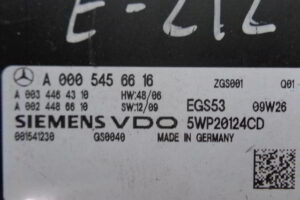 E-212
A 000 545 66 16 ZGS001 Q01
A 003 446 43 10 HW:48/06
A 002 448 66 10 SW:12/09 EGS53 09W26
SIEMENS VDO 5WP20124CD
001541230 GS0040 MADE IN GERMANY